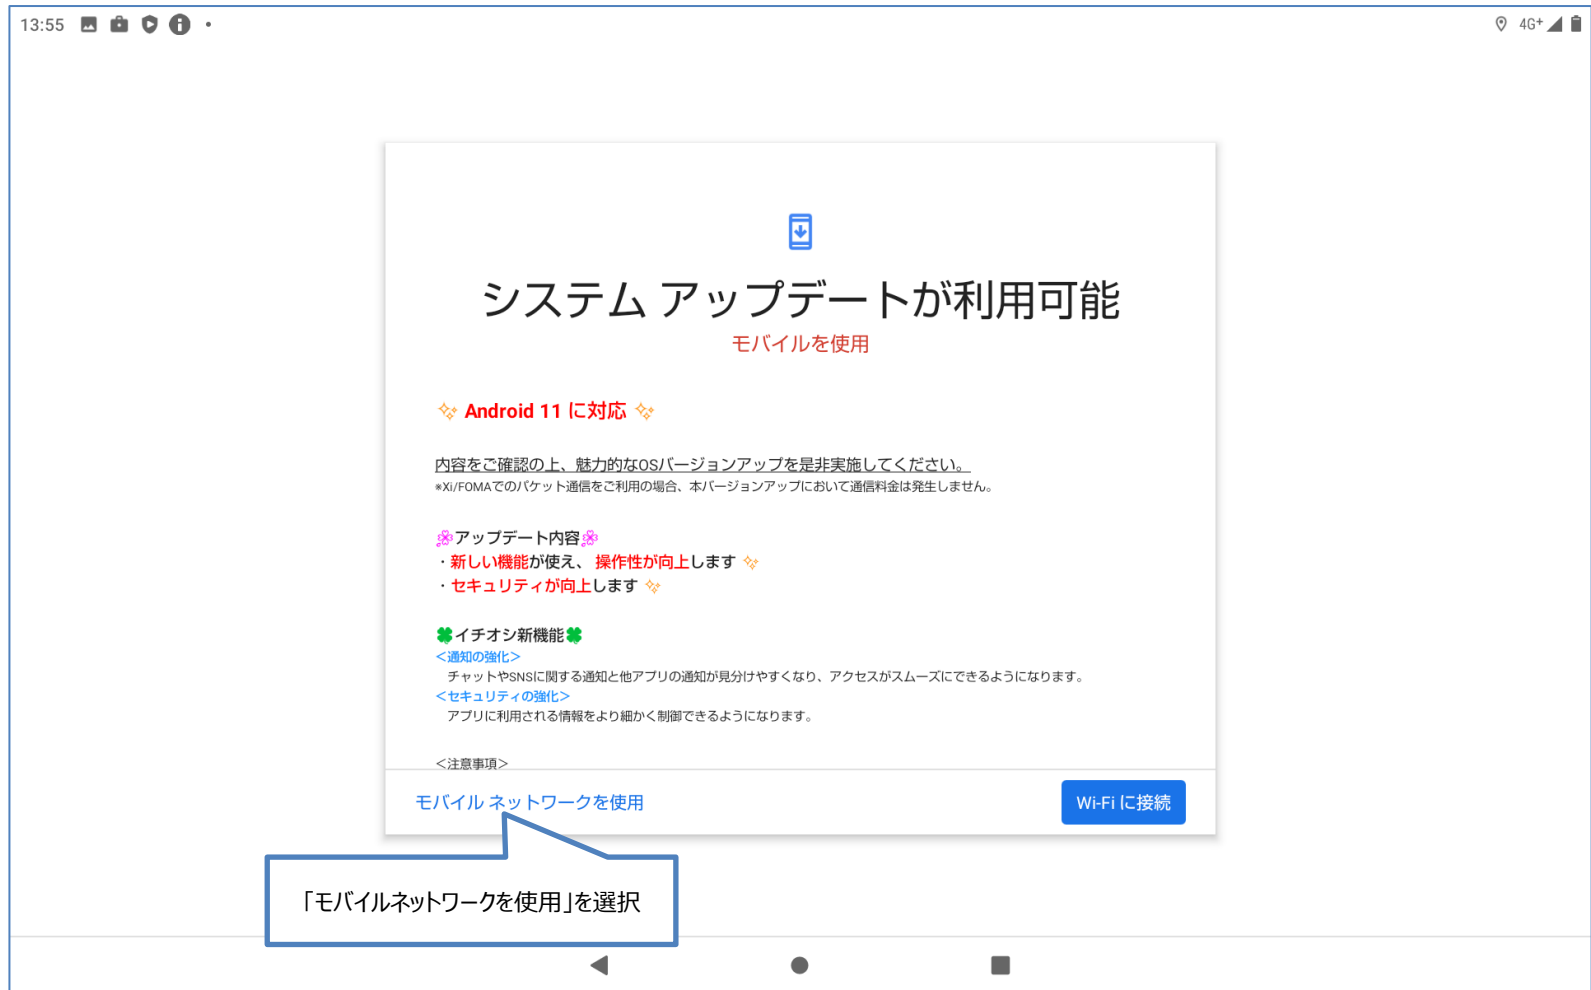 13:55
4G+
システム アップデートが利用可能
モバイルを使用
Android 11 に対応
内容をご確認の上、魅力的なOSバージョンアップを是非実施してください。
※Xi/FOMAでのパケット通信をご利用の場合、本バージョンアップにおいて通信料金は発生しません。
アップデート内容
・新しい機能が使え、 操作性が向上します
・セキュリティが向上します
イチオシ新機能
＜通知の強化＞
チャットやSNSに関する通知と他アプリの通知が見分けやすくなり、アクセスがスムーズにできるようになります。
＜セキュリティの強化＞
アプリに利用される情報をより細かく制御できるようになります。
＜注意事項＞
モバイル ネットワークを使用
Wi-Fi に接続
「モバイルネットワークを使用」を選択